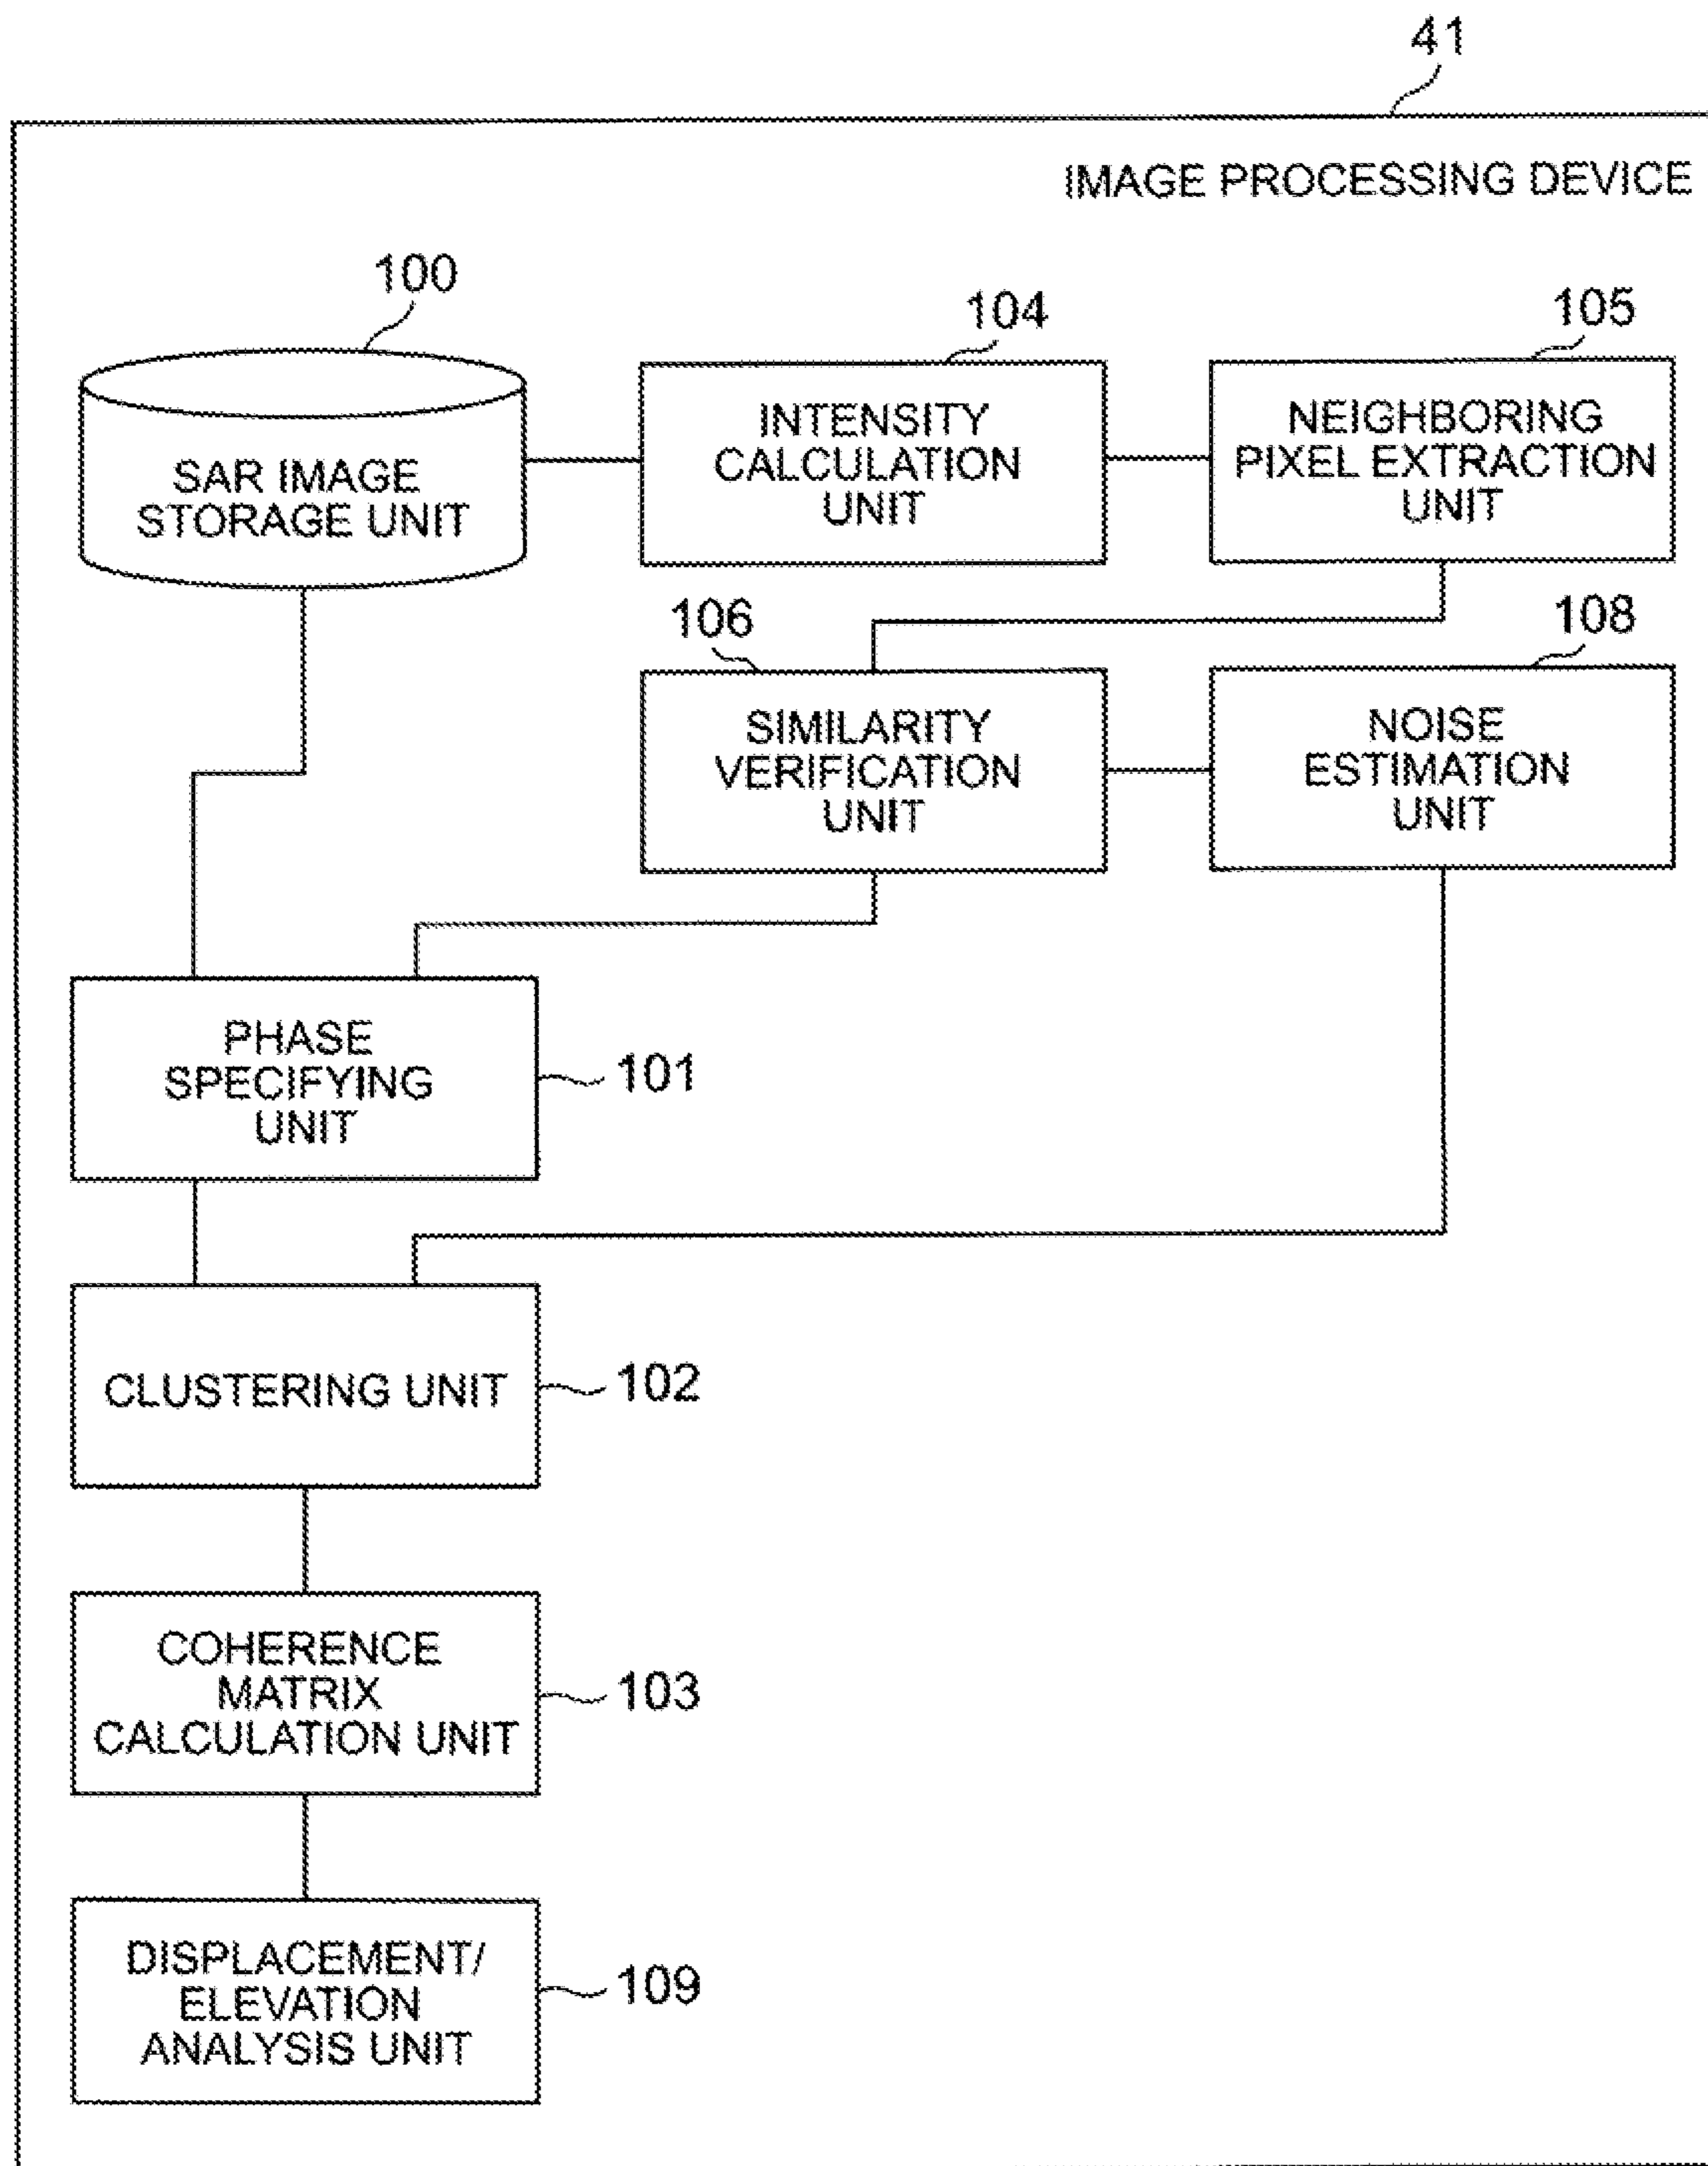 41
IMAGE PROCESSING DEVICE
100
104
105
SAR IMAGE
STORAGE UNIT
INTENSITY
CALCULATION
UNIT
NEIGHBORING
PIXEL EXTRACTION
UNIT
106
108
SIMILARITY
VERIFICATION
UNIT
NOISE
ESTIMATION
UNIT
PHASE
SPECIFYING
UNIT
101
CLUSTERING UNIT
102
COHERENCE
MATRIX
CALCULATION UNIT
103
DISPLACEMENT/
ELEVATION
ANALYSIS UNIT
109